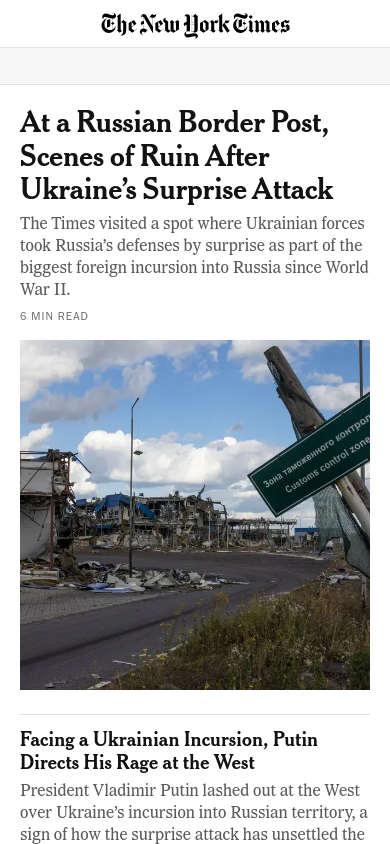 The New York Times
At a Russian Border Post,
Scenes of Ruin After
Ukraine’s Surprise Attack
The Times visited a spot where Ukrainian forces
took Russia’s defenses by surprise as part of the
biggest foreign incursion into Russia since World
War II.
6 MIN READ
Зона таможенного контрол
Customs control zone
Facing a Ukrainian Incursion, Putin
Directs His Rage at the West
President Vladimir Putin lashed out at the West
over Ukraine’s incursion into Russian territory, a
sign of how the surprise attack has unsettled the